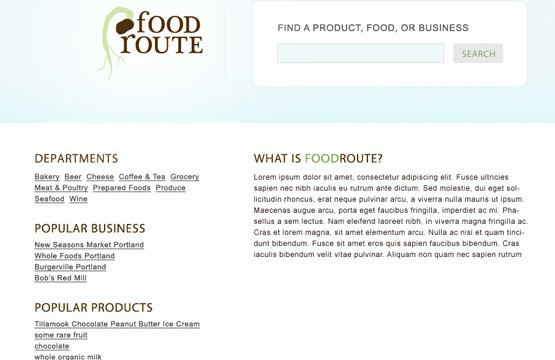 food
route
FIND A PRODUCT, FOOD, OR BUSINESS
SEARCH
DEPARTMENTS
Bakery Beer Cheese Coffee & Tea Grocery
Meat & Poultry Prepared Foods Produce
Seafood Wine
POPULAR BUSINESS
New Seasons Market Portland
Whole Foods Portland
Burgerville Portland
Bob's Red Mill
POPULAR PRODUCTS
Tillamook Chocolate Peanut Butter Ice Cream
some rare fruit
chocolate
whole organic milk
WHAT IS FOODROUTE?
Lorem ipsum dolor sit amet, consectetur adipiscing elit. Fusce ultricies
sapien nec nibh iaculis eu rutrum ante dictum. Sed molestie, dui eget sol-
licitudin rhoncus, erat neque pulvinar arcu, a viverra nulla mauris ut ipsum.
Maecenas augue arcu, porta eget faucibus fringilla, imperdiet ac mi. Pha-
sellus a sem lectus. Nam eleifend laoreet nibh, in viverra magna fringilla ac.
Cras et lorem magna, sit amet elementum arcu. Nulla ac nisi et quam tinci-
dunt bibendum. Fusce sit amet eros quis sapien faucibus bibendum. Cras
iaculis bibendum velit vitae pulvinar. Aliquam non quam nec sapien rutrum